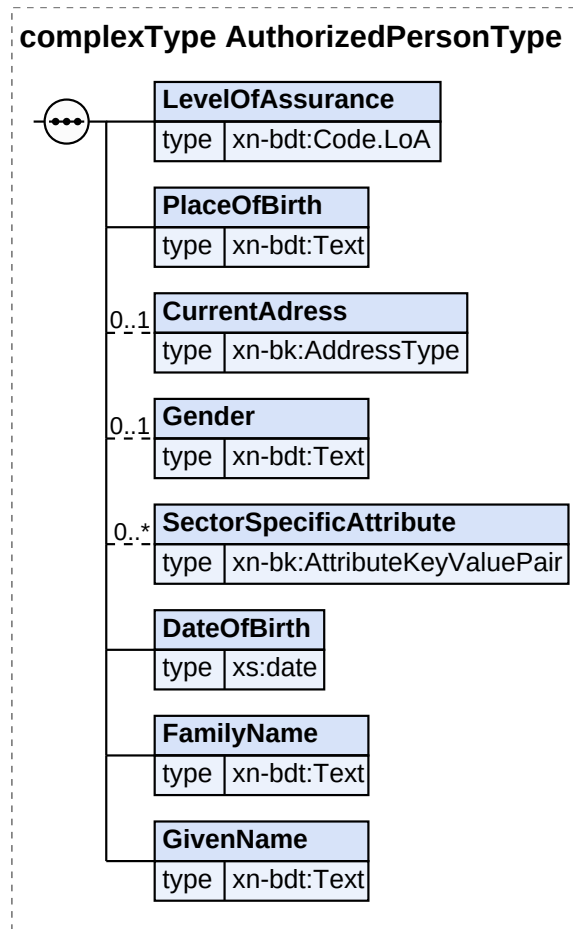 complexType AuthorizedPersonType
LevelOfAssurance
type xn-bdt:Code.LoA
PlaceOfBirth
type xn-bdt:Text
0..1 CurrentAdress
type xn-bk:AddressType
0..1 Gender
type xn-bdt:Text
0..* SectorSpecificAttribute
type xn-bk:AttributeKeyValuePair
DateOfBirth
type xs:date
FamilyName
type xn-bdt:Text
GivenName
type xn-bdt:Text